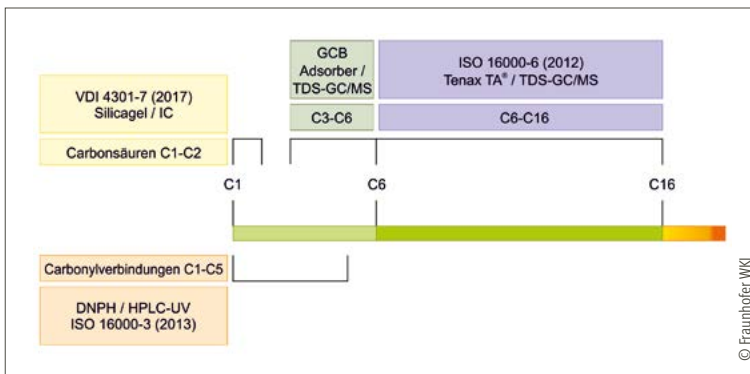 GCB
Adsorber /
TDS-GC/MS
ISO 16000-6 (2012)
Tenax TA® / TDS-GC/MS
VDI 4301-7 (2017)
Silicagel / IC
C3-C6
C6-C16
Carbonsäuren C1-C2
C1
C6
C16
Carbonylverbindungen C1-C5
DNPH / HPLC-UV
ISO 16000-3 (2013)
© Fraunhofer WKI